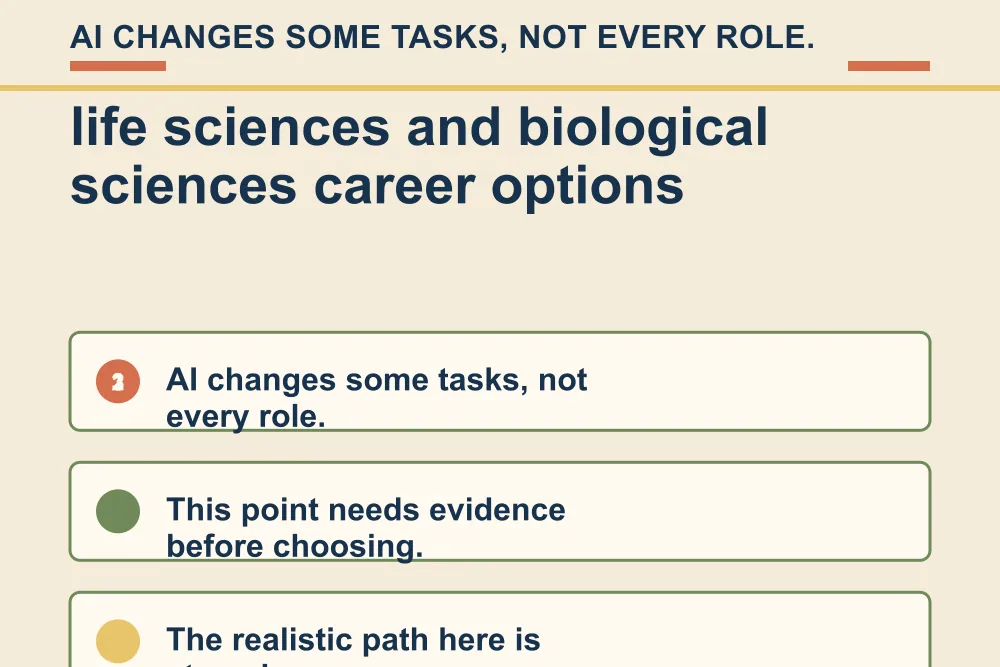 AI CHANGES SOME TASKS, NOT EVERY ROLE.
life sciences and biological
sciences career options
AI changes some tasks, not
every role.
This point needs evidence
before choosing.
The realistic path here is